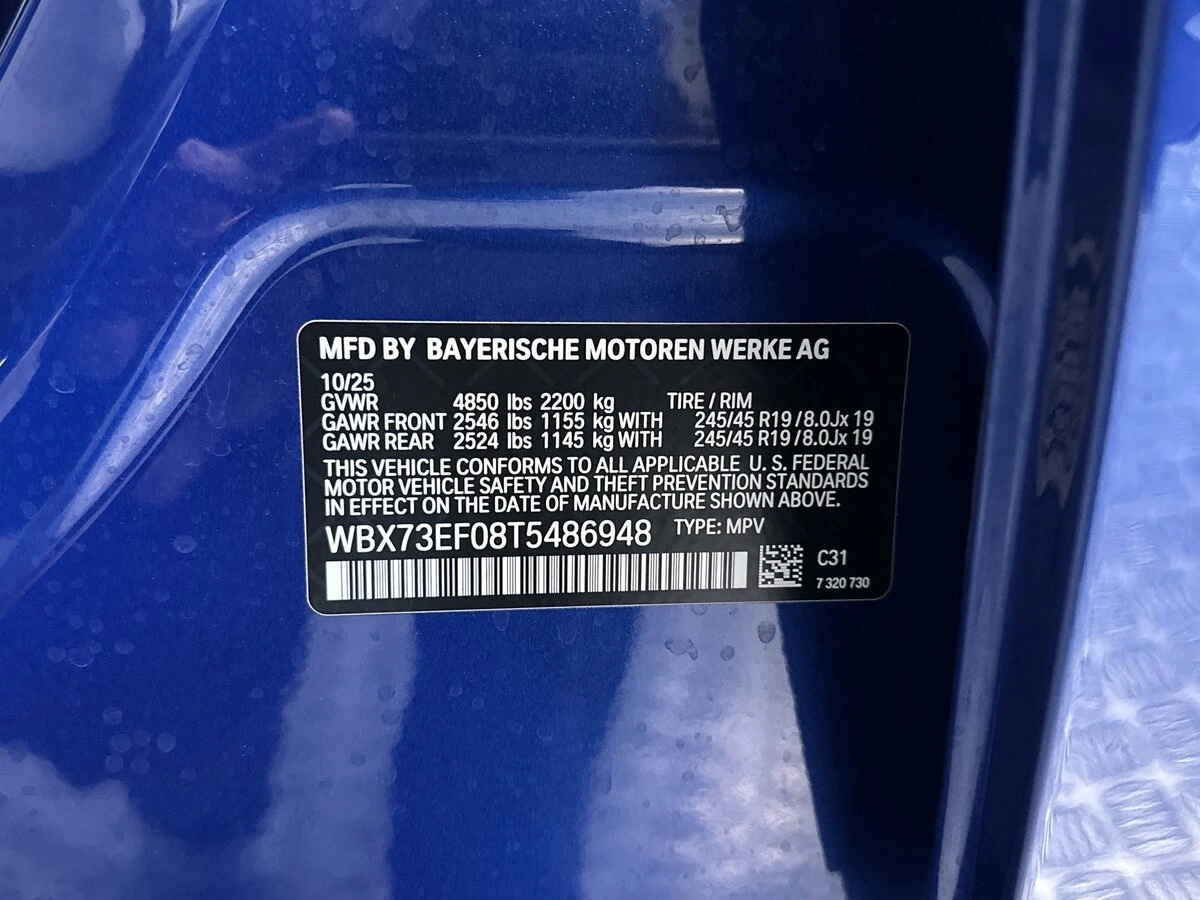 MFD BY BAYERISCHE MOTOREN WERKE AG
10/25
GVWR 4850 lbs 2200 kg TIRE / RIM
GAWR FRONT 2546 lbs 1155 kg WITH 245/45 R19 / 8.0Jx 19
GAWR REAR 2524 lbs 1145 kg WITH 245/45 R19 / 8.0Jx 19
THIS VEHICLE CONFORMS TO ALL APPLICABLE U. S. FEDERAL
MOTOR VEHICLE SAFETY AND THEFT PREVENTION STANDARDS
IN EFFECT ON THE DATE OF MANUFACTURE SHOWN ABOVE.
WBX73EF08T5486948 TYPE: MPV
C31
7 320 730